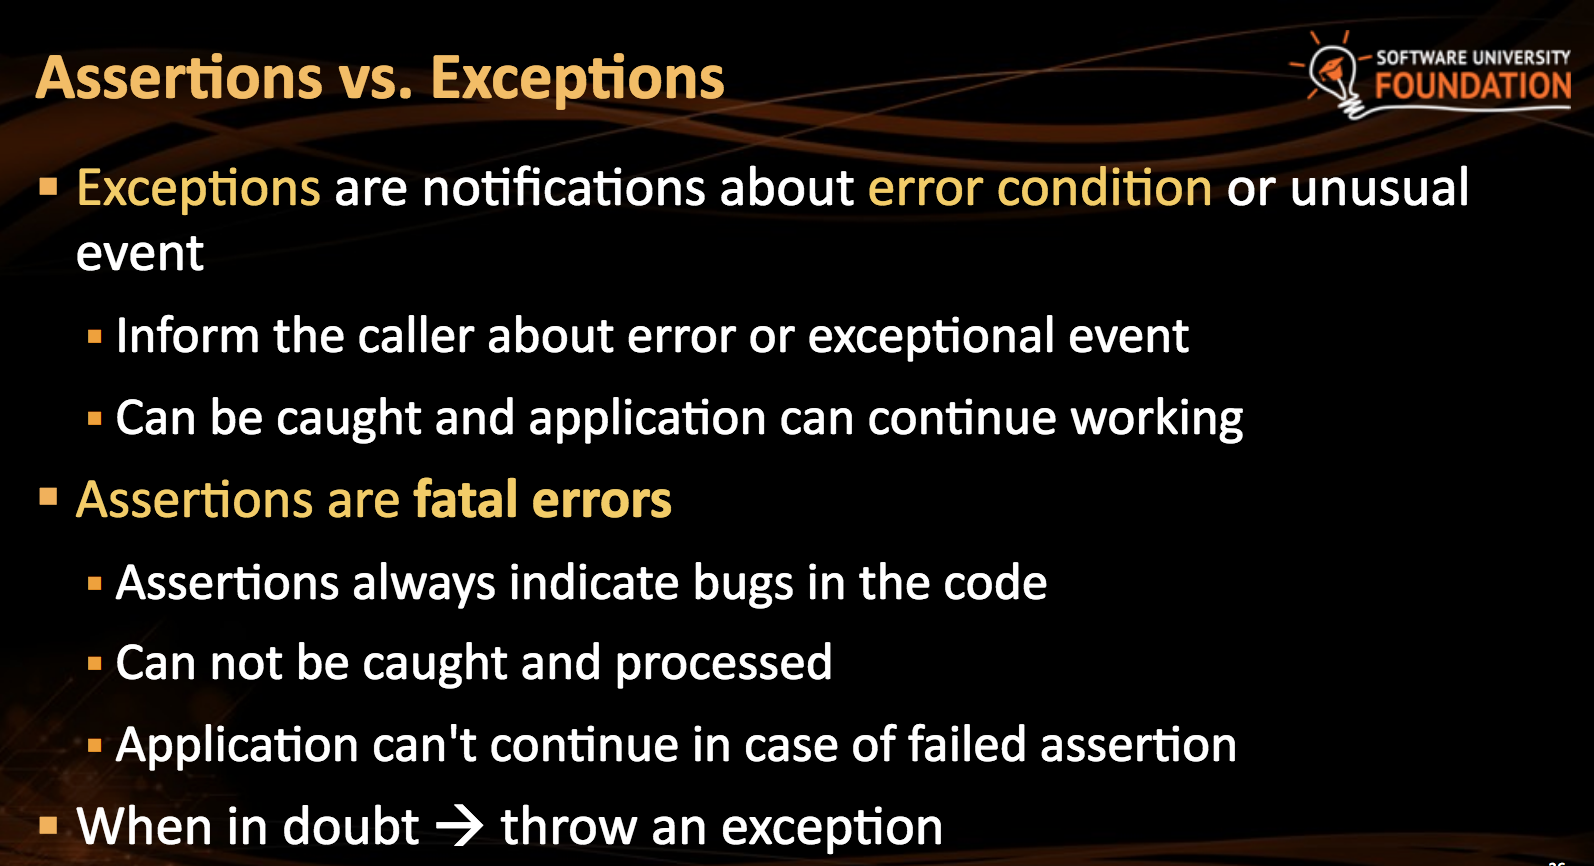 Assertions vs. Exceptions
SOFTWARE UNIVERSITY
FOUNDATION
Exceptions are notifications about error condition or unusual
event
Inform the caller about error or exceptional event
Can be caught and application can continue working
Assertions are fatal errors
Assertions always indicate bugs in the code
Can not be caught and processed
Application can't continue in case of failed assertion
When in doubt → throw an exception